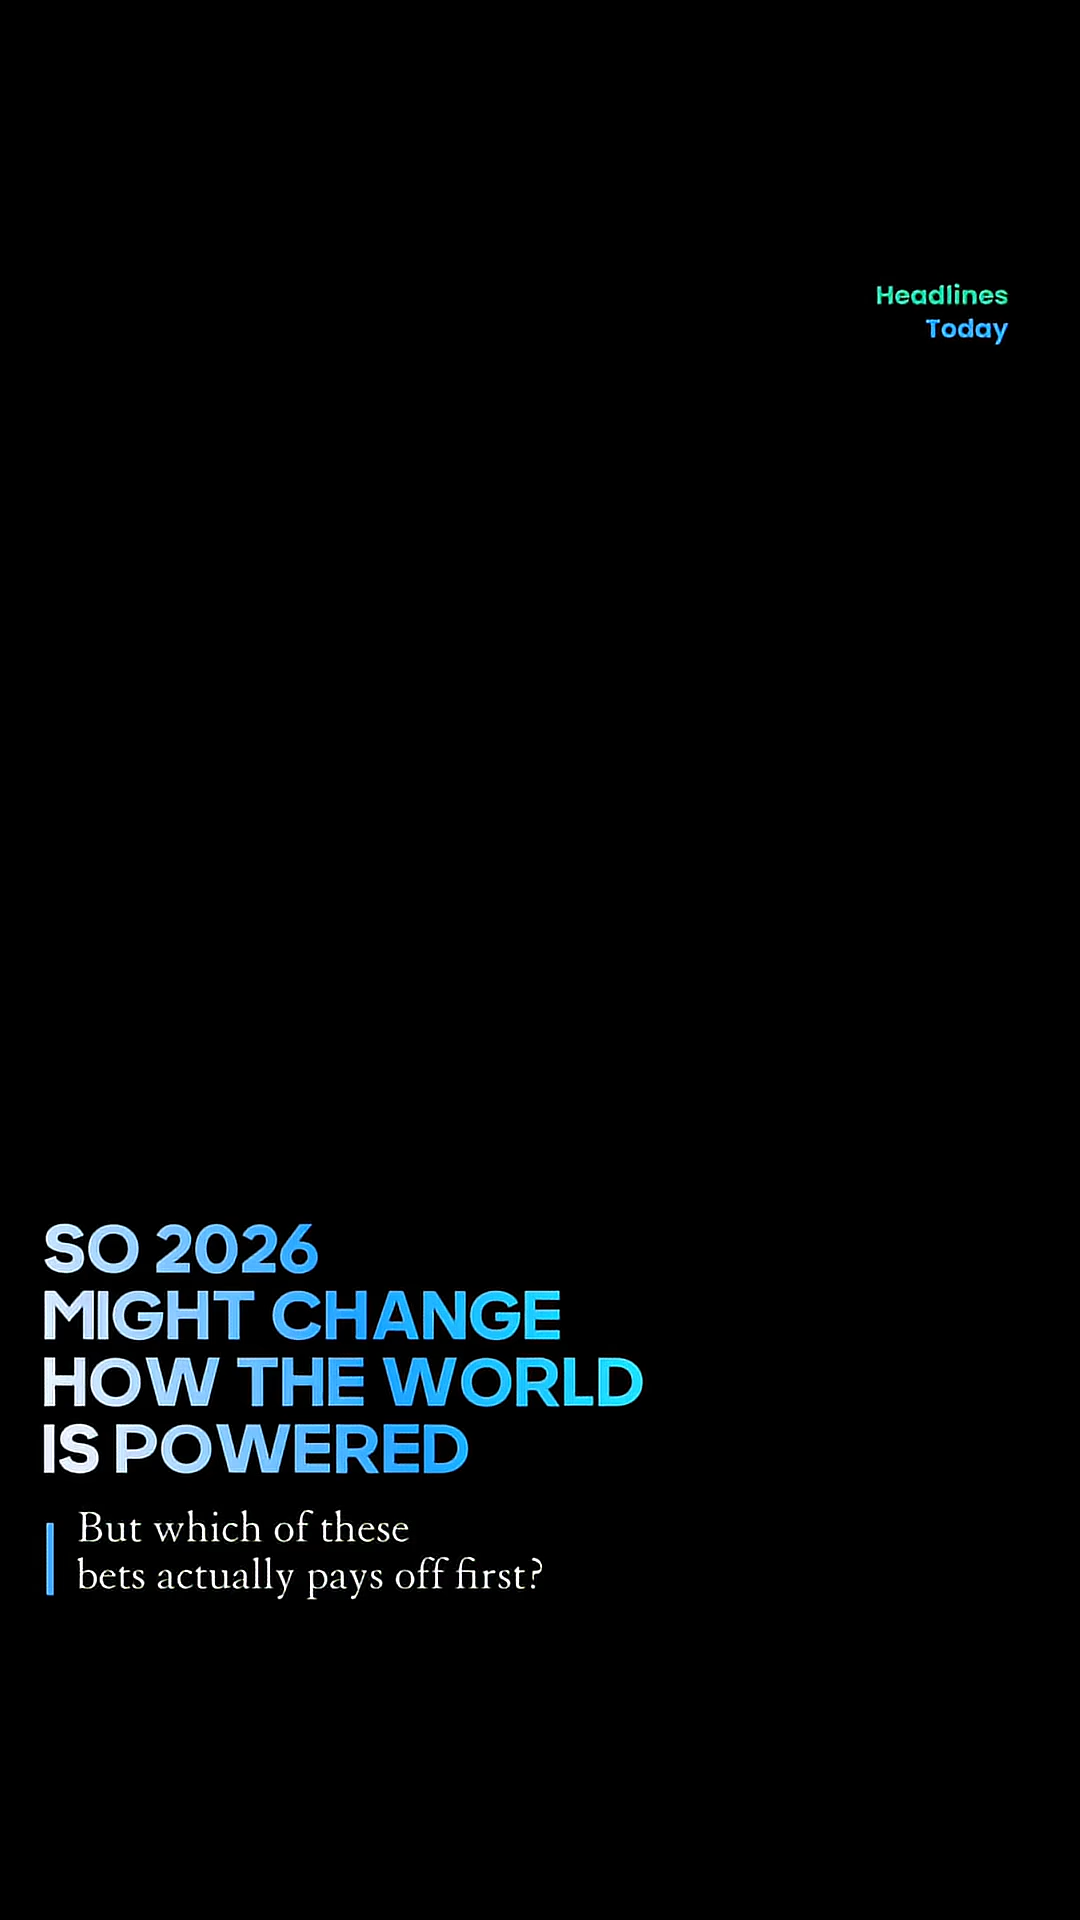 Headlines
Today
SO 2026
MIGHT CHANGE
HOW THE WORLD
IS POWERED
But which of these
bets actually pays off first?